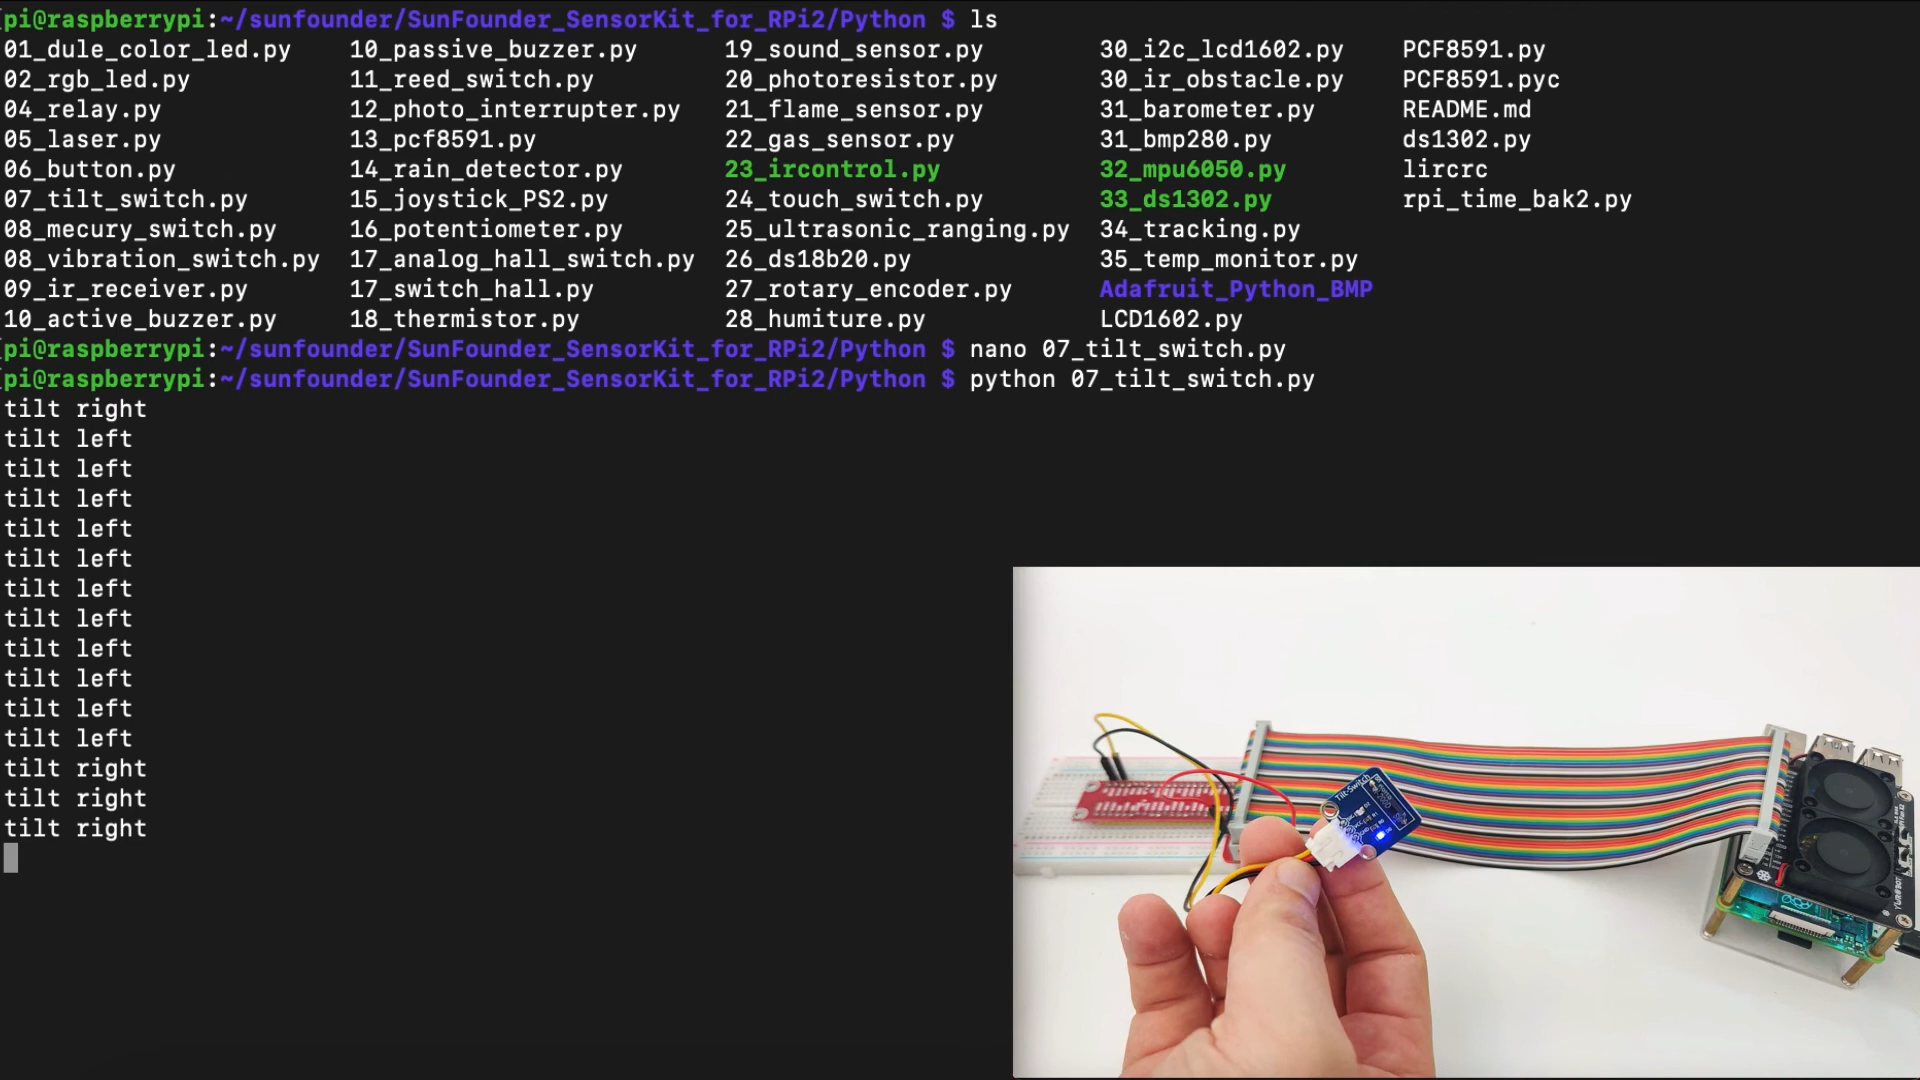 pi@raspberrypi:~/sunfounder/SunFounder_SensorKit_for_RPi2/Python $ ls
01_dule_color_led.py 10_passive_buzzer.py 19_sound_sensor.py 30_i2c_lcd1602.py PCF8591.py
02_rgb_led.py 11_reed_switch.py 20_photoresistor.py 30_ir_obstacle.py PCF8591.pyc
04_relay.py 12_photo_interrupter.py 21_flame_sensor.py 31_barometer.py README.md
05_laser.py 13_pcf8591.py 22_gas_sensor.py 31_bmp280.py ds1302.py
06_button.py 14_rain_detector.py 23_ircontrol.py 32_mpu6050.py lircrc
07_tilt_switch.py 15_joystick_PS2.py 24_touch_switch.py 33_ds1302.py rpi_time_bak2.py
08_mecury_switch.py 16_potentiometer.py 25_ultrasonic_ranging.py 34_tracking.py
08_vibration_switch.py 17_analog_hall_switch.py 26_ds18b20.py 35_temp_monitor.py
09_ir_receiver.py 17_switch_hall.py 27_rotary_encoder.py Adafruit_Python_BMP
10_active_buzzer.py 18_thermistor.py 28_humiture.py LCD1602.py
pi@raspberrypi:~/sunfounder/SunFounder_SensorKit_for_RPi2/Python $ nano 07_tilt_switch.py
pi@raspberrypi:~/sunfounder/SunFounder_SensorKit_for_RPi2/Python $ python 07_tilt_switch.py
tilt right
tilt left
tilt left
tilt left
tilt left
tilt left
tilt left
tilt left
tilt left
tilt left
tilt left
tilt left
tilt right
tilt right
tilt right
Tilt-Switch